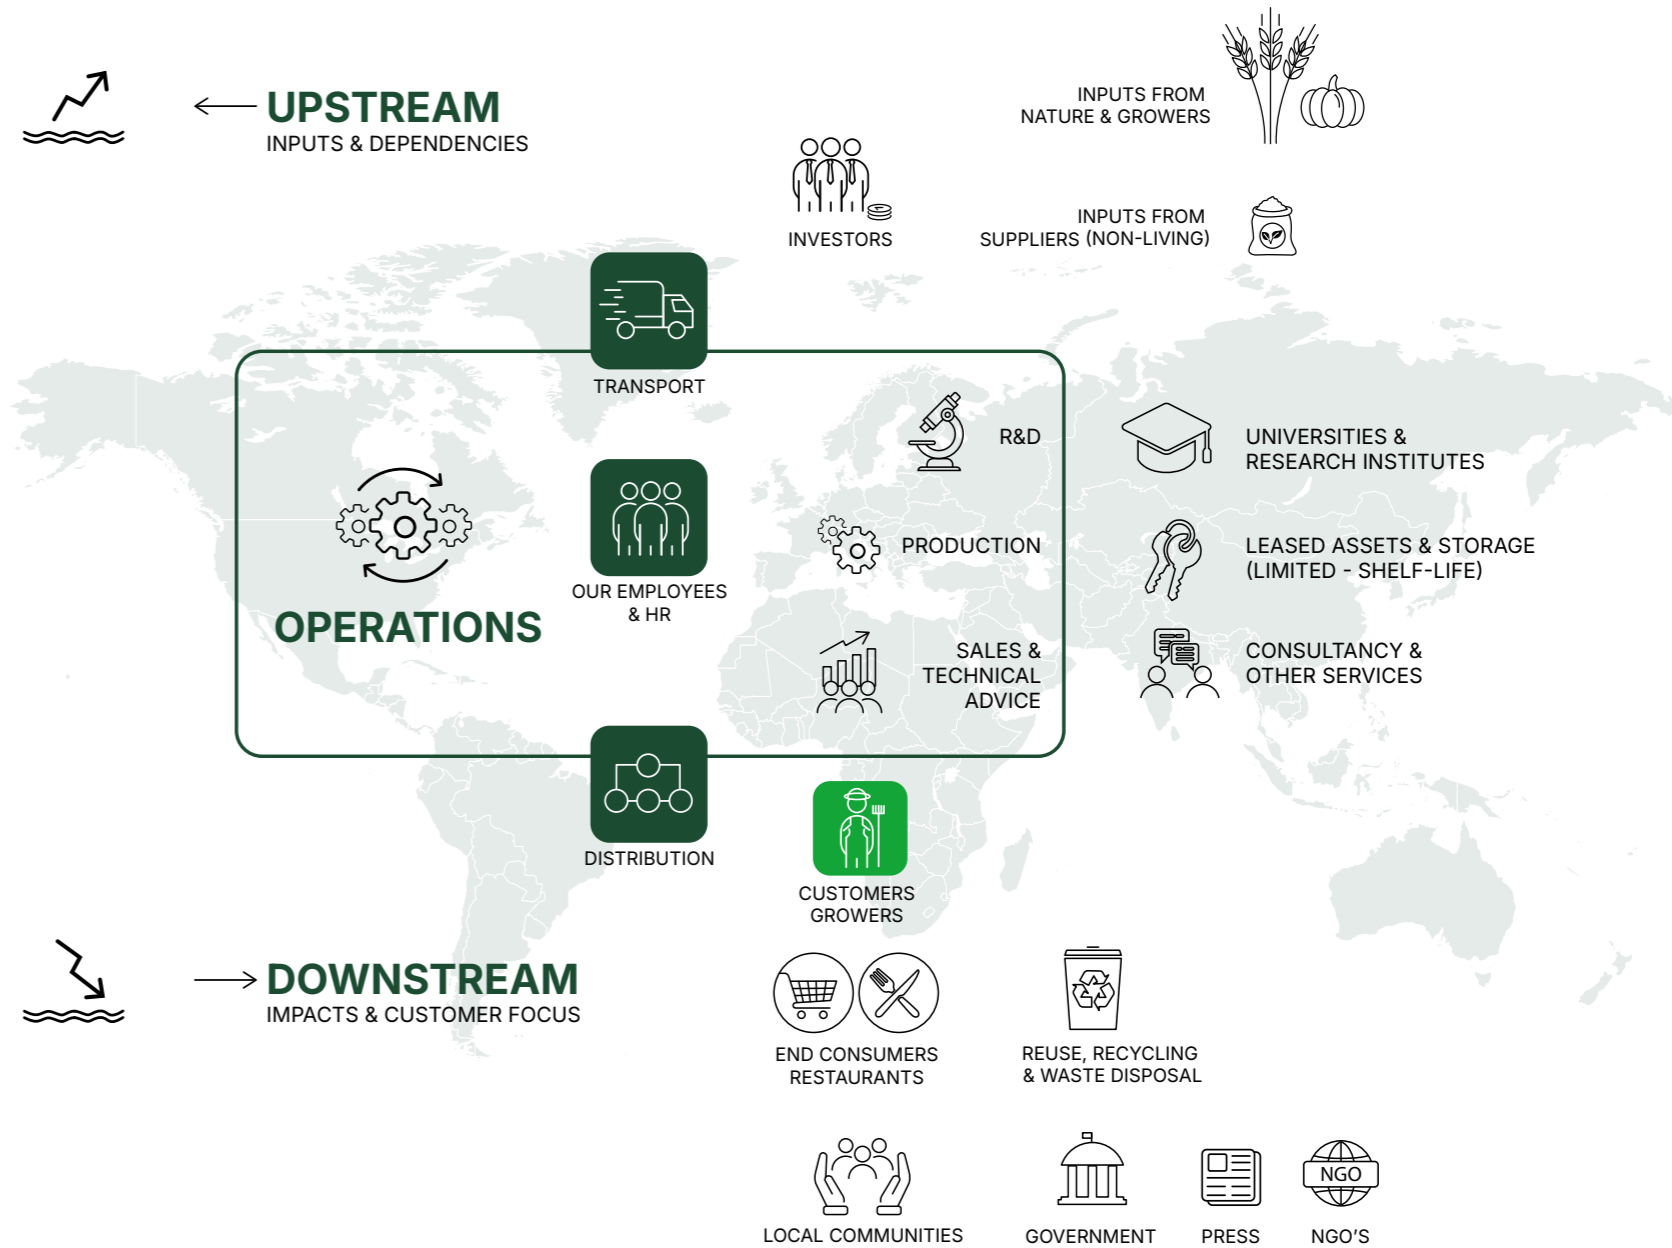 UPSTREAM
INPUTS & DEPENDENCIES
INPUTS FROM
NATURE & GROWERS
INVESTORS
INPUTS FROM
SUPPLIERS (NON-LIVING)
TRANSPORT
R&D
UNIVERSITIES &
RESEARCH INSTITUTES
OPERATIONS
OUR EMPLOYEES
& HR
PRODUCTION
LEASED ASSETS & STORAGE
(LIMITED - SHELF-LIFE)
SALES &
TECHNICAL
ADVICE
CONSULTANCY &
OTHER SERVICES
DISTRIBUTION
CUSTOMERS
GROWERS
DOWNSTREAM
IMPACTS & CUSTOMER FOCUS
END CONSUMERS
RESTAURANTS
REUSE, RECYCLING
& WASTE DISPOSAL
LOCAL COMMUNITIES
GOVERNMENT
PRESS
NGO
NGO'S